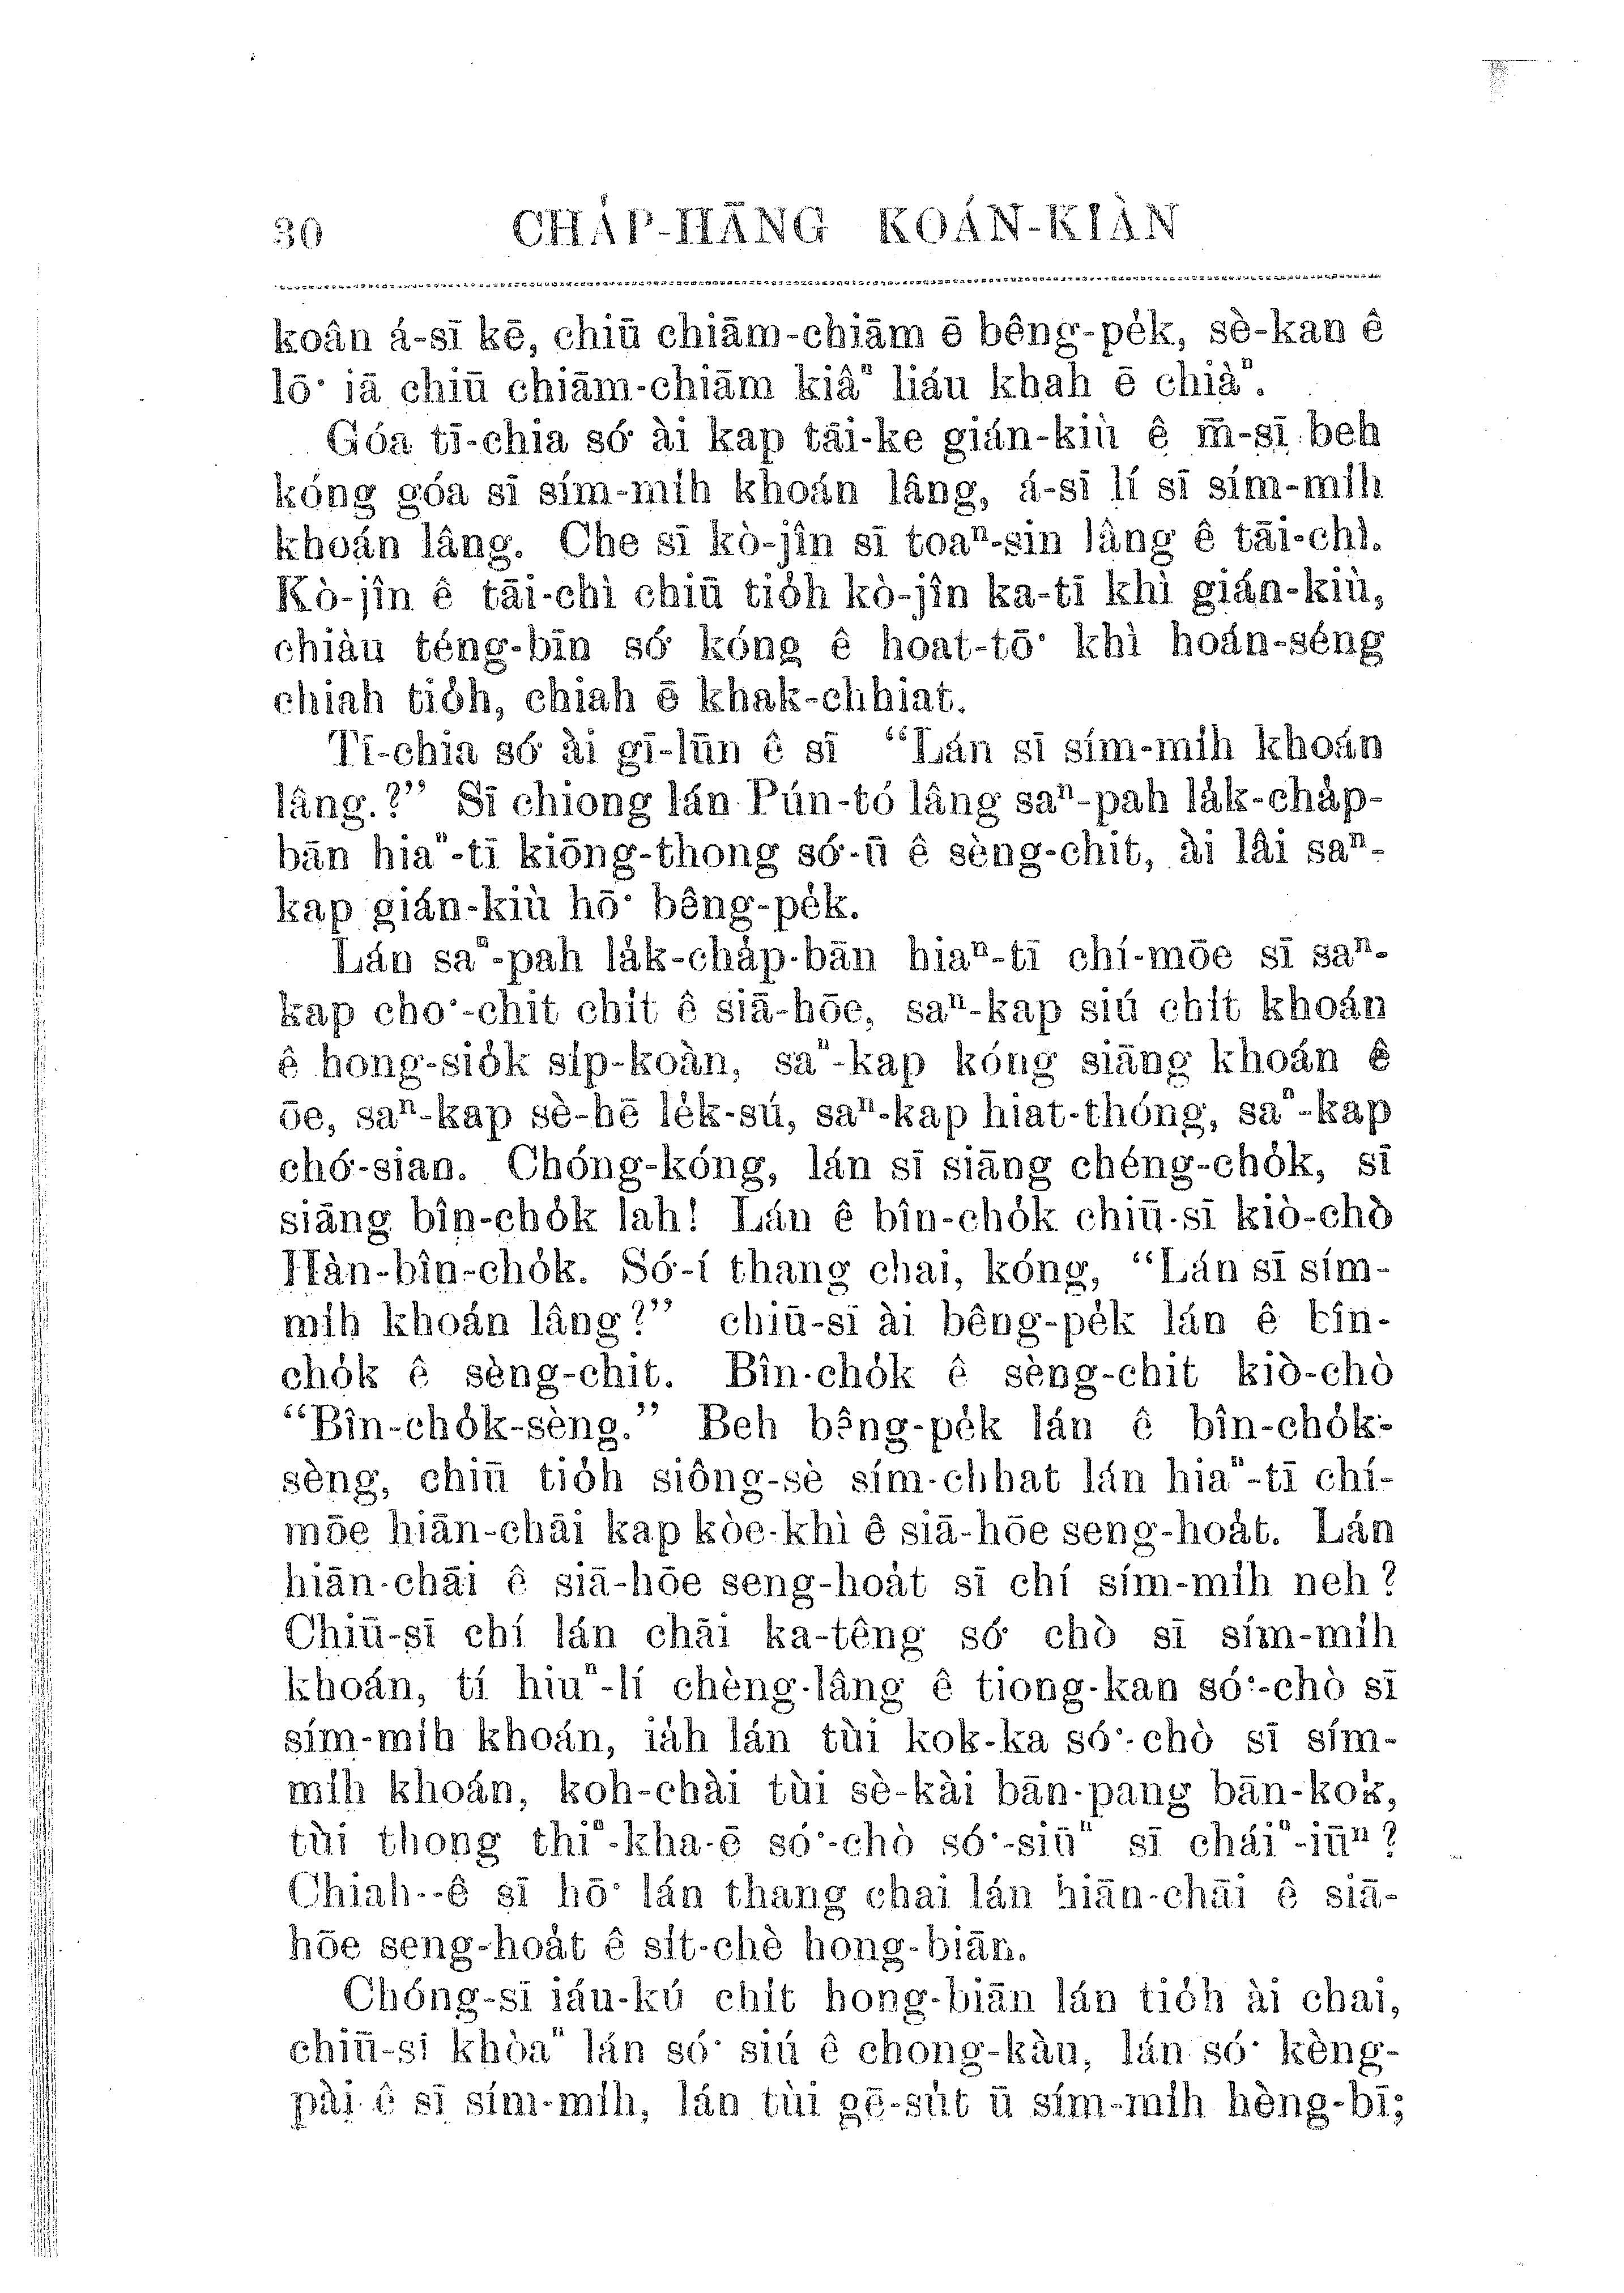 30 CHA̍P-HĀNG KOÁN-KIÀN
koân á-sī kē, chiū chiām-chiām ē bêng-pe̍k, sè-kan ê
lō͘ iā chiū chiām-chiām kiâⁿ liáu khah ē chiàⁿ.
Góa tī-chia só͘ ài kap tāi-ke gián-kiù ê m̄-sī beh
kóng góa sī sím-mih khoán lâng, á-sī lí sī sím-mih
khoán lâng. Che sī kò-jîn sī toaⁿ-sin lâng ê tāi-chì.
Kò-jîn ê tāi-chì chiū tio̍h kò-jîn ka-tī khì gián-kiù,
chiàu téng-bīn só͘ kóng ê hoat-tō͘ khì hoán-séng
chiah tio̍h, chiah ē khak-chhiat.
Tī-chia só͘ ài gī-lūn ê sī “Lán sī sím-mih khoán
lâng.?” Sī chiong lán Pún-tó lâng saⁿ-pah la̍k-cha̍p-
bān hiaⁿ-tī kiōng-thong só͘-ū ê sèng-chit, ài lâi saⁿ-
kap gián-kiù hō͘ bêng-pe̍k.
Lán saⁿ-pah la̍k-cha̍p-bān hiaⁿ-tī chí-mōe sī saⁿ-
kap cho͘-chit chi̍t ê siā-hōe, saⁿ-kap siú chi̍t khoán
ê hong-sio̍k si̍p-koàn, saⁿ-kap kóng siāng khoán ê
ōe, saⁿ-kap sè-hē le̍k-sú, saⁿ-kap hiat-thóng, saⁿ-kap
chó͘-sian. Chóng-kóng, lán sī siāng chéng-cho̍k, sī
siāng bîn-cho̍k lah! Lán ê bîn-cho̍k chiū-sī kiò-chò
Hàn-bîn-cho̍k. Só͘-í thang chai, kóng, “Lán sī sím-
mih khoán lâng?” chiū-sī ài bêng-pe̍k lán ê bîn-
cho̍k ê sèng-chit. Bîn-cho̍k ê sèng-chit kiò-chò
“Bîn-cho̍k-sèng.” Beh bêng-pe̍k lán ê bîn-cho̍k-
sèng, chiū tio̍h siông-sè sím-chhat lán hiaⁿ-tī chí-
mōe hiān-chāi kap kòe-khì ê siā-hōe seng-hoa̍t. Lán
hiān-chāi ê siā-hōe seng-hoa̍t sī chí sím-mih neh?
Chiū-sī chí lán chāi ka-têng só͘ chò sī sím-mih
khoán, tī hiuⁿ-lí chèng-lâng ê tiong-kan só͘-chò sī
sím-mih khoán, ia̍h lán tùi kok-ka só͘-chò sī sím-
mih khoán, koh-chài tùi sè-kài bān-pang bān-kok,
tùi thong thiⁿ-kha-ē só͘-chò só͘-siūⁿ sī cháiⁿ-iūⁿ?
Chiah--ê sī hō͘ lán thang chai lán hiān-chāi ê siā-
hōe seng-hoa̍t ê si̍t-chè hong-biān.
Chóng-sī iáu-kú chi̍t hong-biān lán tio̍h ài chai,
chiū-sī khòaⁿ lán só͘ siú ê chong-kàu, lán só͘ kèng-
pài ê sī sím-mih, lán tùi gē-su̍t ū sím-mih hèng-bī;